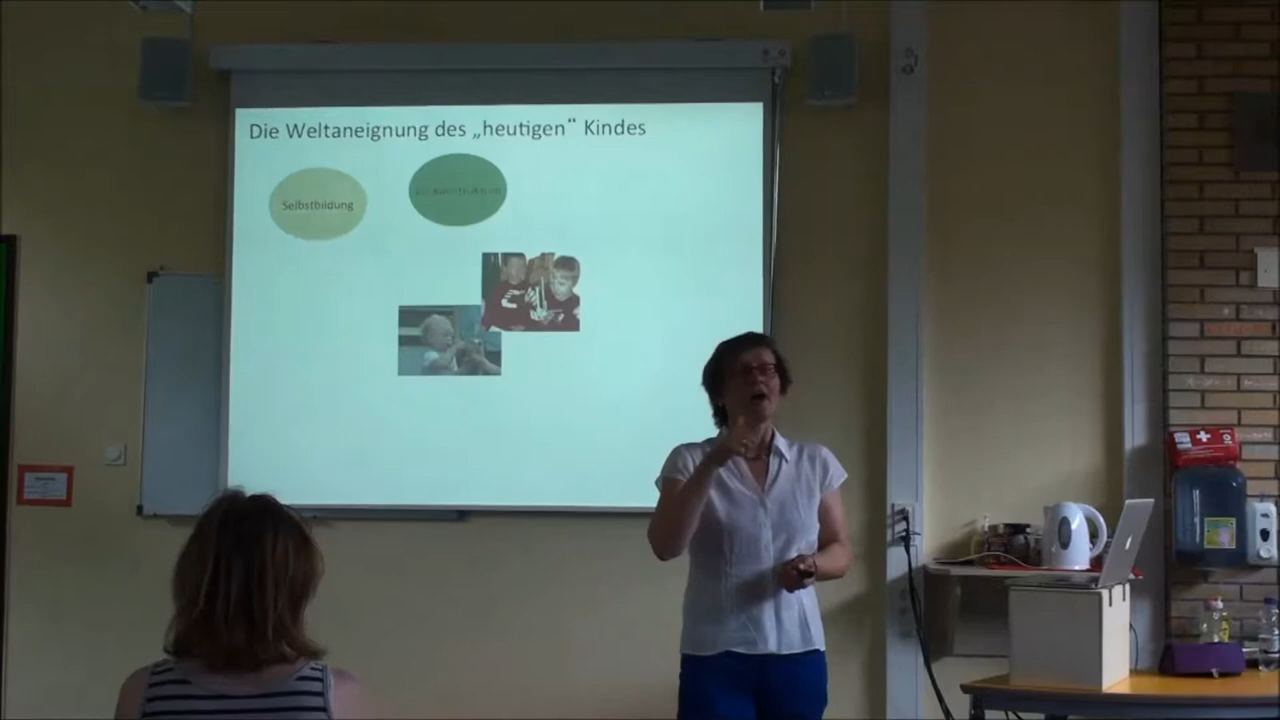 Die Weltaneignung des „heutigen“ Kindes
Selbstbildung